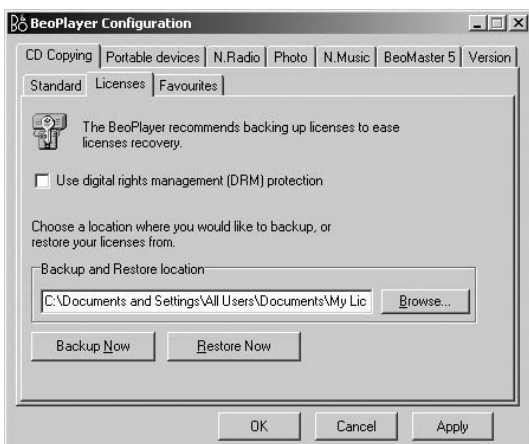 BeoPlayer Configuration
CD Copying Portable devices N.Radio Photo N.Music BeoMaster 5 Version
Standard Licenses Favourites
The BeoPlayer recommends backing up licenses to ease
licenses recovery.
Use digital rights management (DRM) protection
Choose a location where you would like to backup, or
restore your licenses from.
Backup and Restore location
C:\Documents and Settings\All Users\Documents\My Lic Browse...
Backup Now Restore Now
OK Cancel Apply